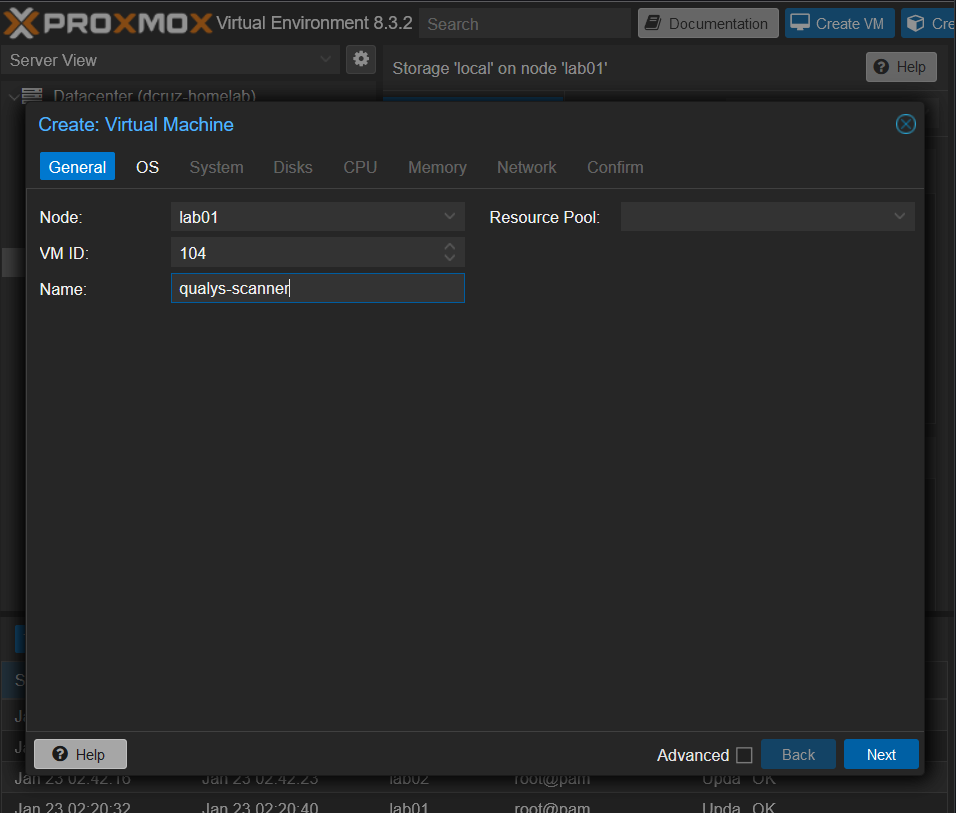 PROXMOX Virtual Environment 8.3.2 Search Documentation Create VM Cre
Server View
Storage 'local' on node 'lab01' Help
Datacenter (dcruz-homelab)
Create: Virtual Machine
General OS System Disks CPU Memory Network Confirm
Node: lab01 Resource Pool:
VM ID: 104
Name: qualys-scanner
S
Ja
Ja
Help Advanced Back Next
Jan 23 02:42:16 Jan 23 02:42:23 lab02 root@pam Upda OK
Jan 23 02:20:32 Jan 23 02:20:40 lab01 root@pam Upda OK